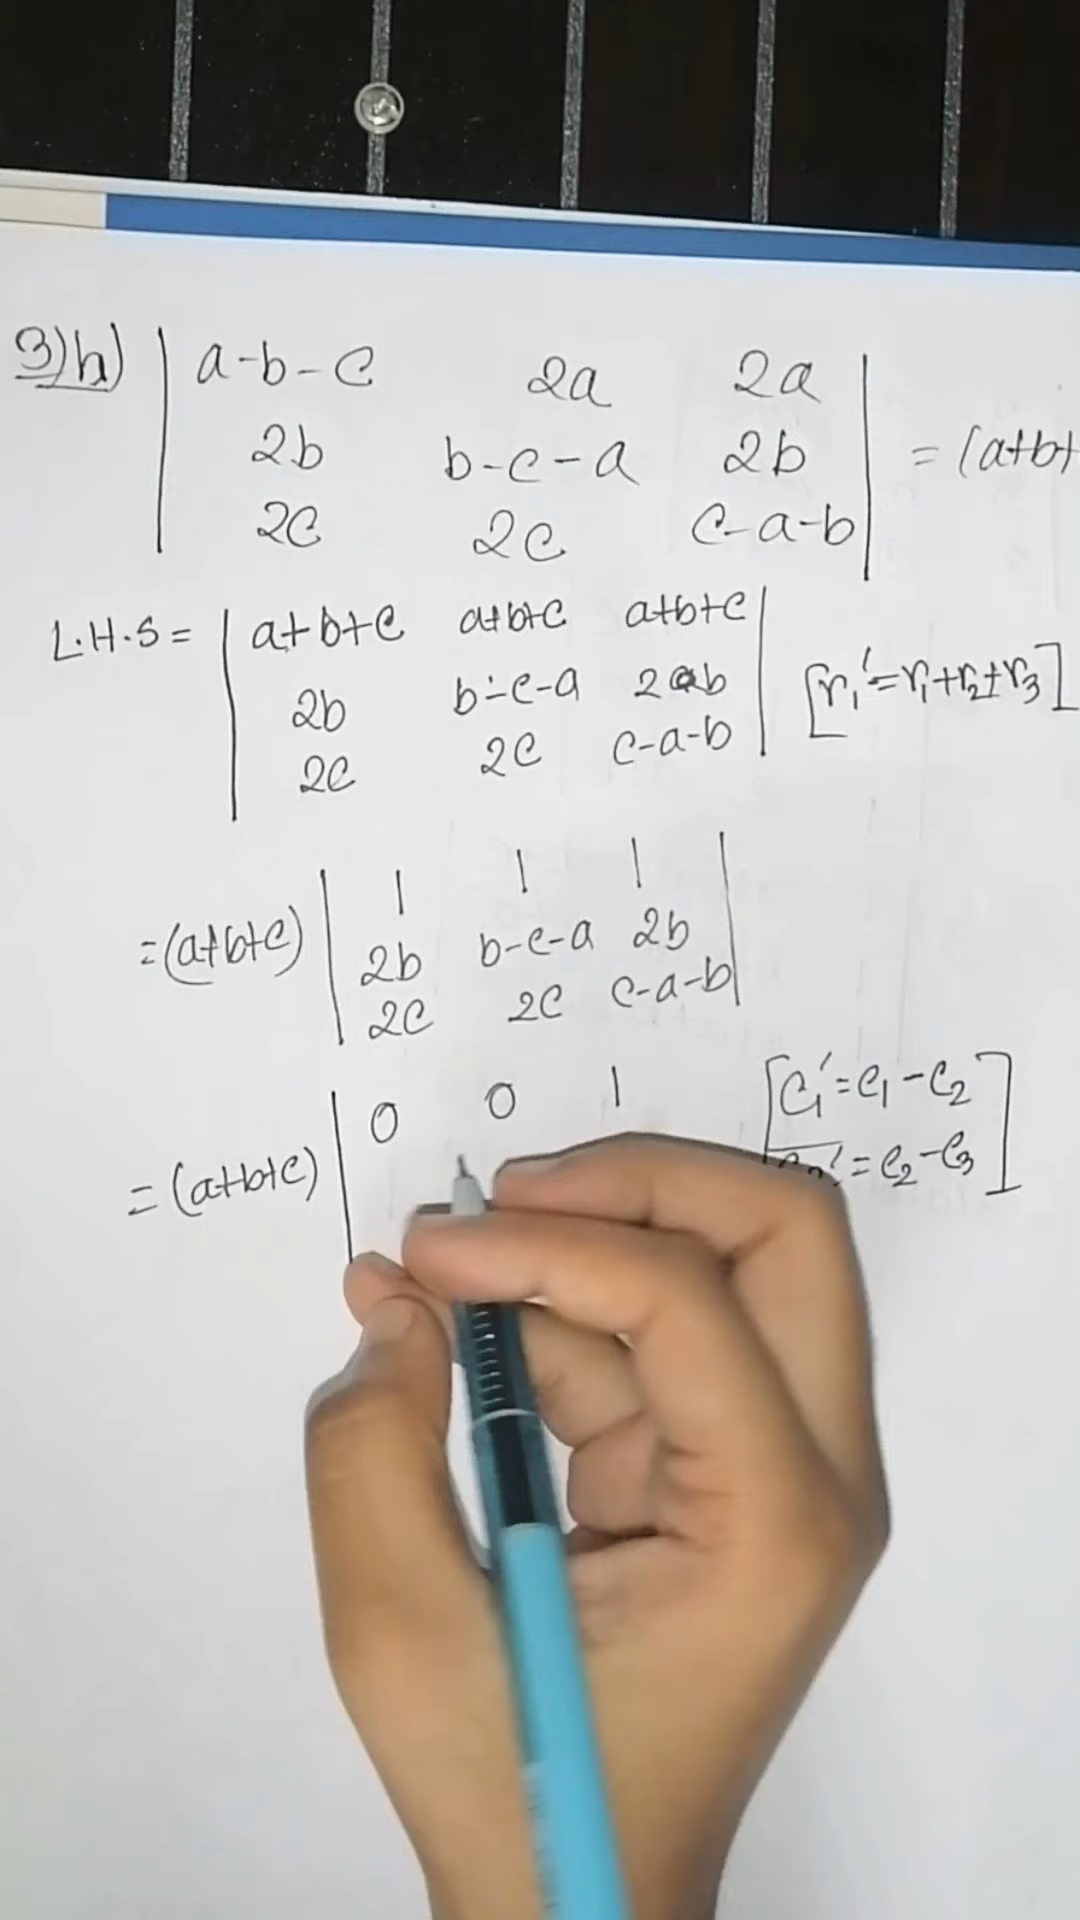 3)h) | a-b-c 2a 2a |
| 2b b-c-a 2b | = (a+b+
| 2c 2c c-a-b |
L.H.S = | a+b+c a+b+c a+b+c |
| 2b b-c-a 2b | [r₁′=r₁+r₂+r₃]
| 2c 2c c-a-b |
| 1 1 1 |
=(a+b+c) | 2b b-c-a 2b |
| 2c 2c c-a-b |
| 0 0 1 [c₁′=c₁-c₂
= (a+b+c) | ′=c₂-c₃]